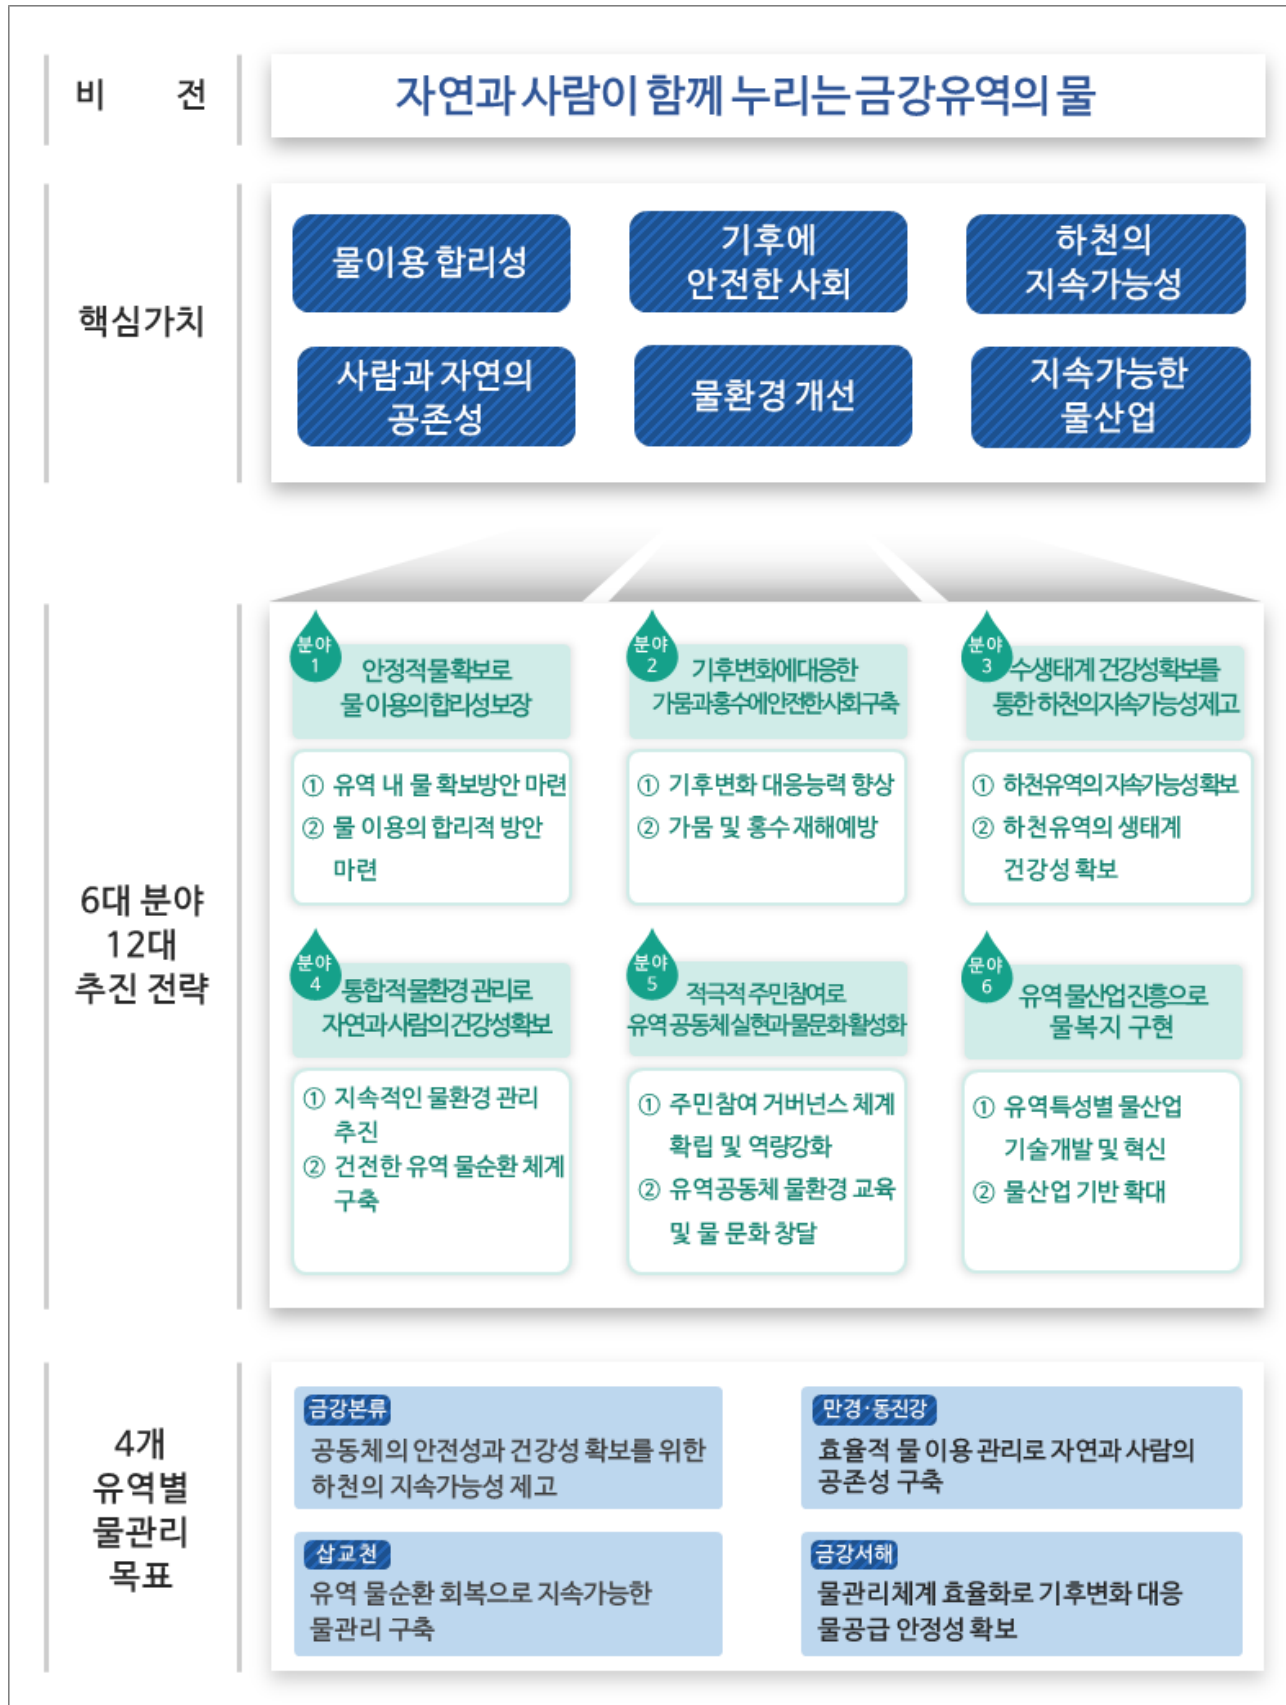 비 전
자연과 사람이 함께 누리는 금강유역의 물
핵심가치
물이용 합리성
기후에
안전한 사회
하천의
지속가능성
사람과 자연의
공존성
물환경 개선
지속가능한
물산업
6대 분야
12대
추진 전략
분야
1
안정적 물확보로
물 이용의 합리성 보장
① 유역 내 물 확보방안 마련
② 물 이용의 합리적 방안
마련
분야
2
기후변화에 대응한
가뭄과 홍수에 안전한 사회 구축
① 기후변화 대응능력 향상
② 가뭄 및 홍수 재해예방
분야
3
수생태계 건강성 확보를
통한 하천의 지속가능성 제고
① 하천유역의 지속가능성 확보
② 하천유역의 생태계
건강성 확보
분야
4
통합적 물환경 관리로
자연과 사람의 건강성 확보
① 지속적인 물환경 관리
추진
② 건전한 유역 물순환 체계
구축
분야
5
적극적 주민참여로
유역 공동체 실현과 물문화 활성화
① 주민참여 거버넌스 체계
확립 및 역량강화
② 유역공동체 물환경 교육
및 물 문화 창달
문야
6
유역 물산업 진흥으로
물복지 구현
① 유역특성별 물산업
기술개발 및 혁신
② 물산업 기반 확대
4개
유역별
물관리
목표
금강본류
공동체의 안전성과 건강성 확보를 위한
하천의 지속가능성 제고
만경·동진강
효율적 물 이용 관리로 자연과 사람의
공존성 구축
삽교천
유역 물순환 회복으로 지속가능한
물관리 구축
금강서해
물관리체계 효율화로 기후변화 대응
물공급 안정성 확보